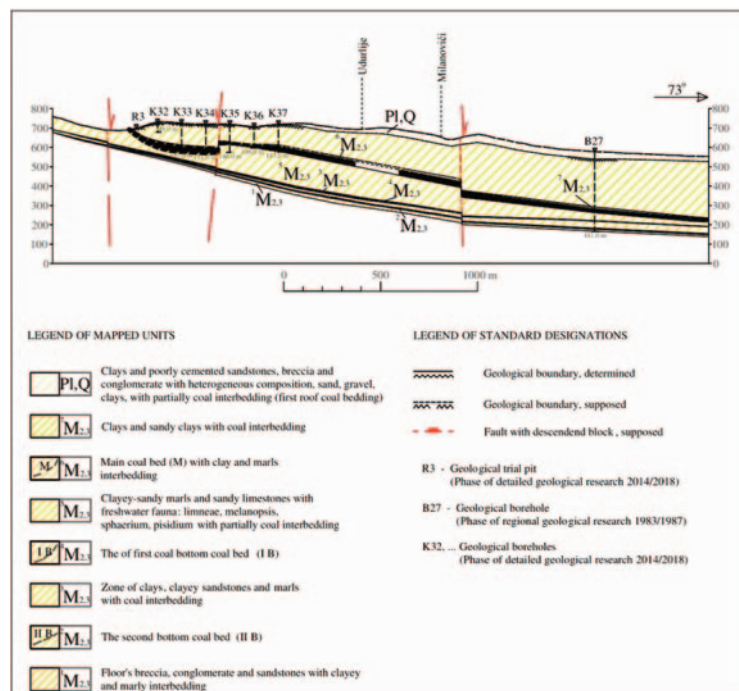 Udurlije
Milanovići
73°
800
700
600
500
400
300
200
100
0
R3 K32 K33 K34 K35 K36 K37
Pl,Q
B27
M2,3
M2,3
M2,3
M2,3
M2,3
M2,3
M2,3
800
700
600
500
400
300
200
100
0
0 500 1000 m
LEGEND OF MAPPED UNITS
Pl,Q
Clays and poorly cemented sandstones, breccia and
conglomerate with heterogeneous composition, sand, gravel,
clays, with partially coal interbedding (first roof coal bedding)
M2,3
Clays and sandy clays with coal interbedding
M M2,3
Main coal bed (M) with clay and marls
interbedding
M2,3
Clayey-sandy marls and sandy limestones with
freshwater fauna: limneae, melanopsis,
sphaerium, pisidium with partially coal interbedding
I B M2,3
The of first coal bottom coal bed (I B)
M2,3
Zone of clays, clayey sandstones and marls
with coal interbedding
II B M2,3
The second bottom coal bed (II B)
M2,3
Floor's breccia, conglomerate and sandstones with clayey
and marly interbedding
LEGEND OF STANDARD DESIGNATIONS
Geological boundary, determined
Geological boundary, supposed
Fault with descendend block , supposed
R3 - Geological trial pit
(Phase of detailed geological research 2014/2018)
B27 - Geological borehole
(Phase of regional geological research 1983/1987)
K32, ... Geological boreholes
(Phase of detailed geological research 2014/2018)